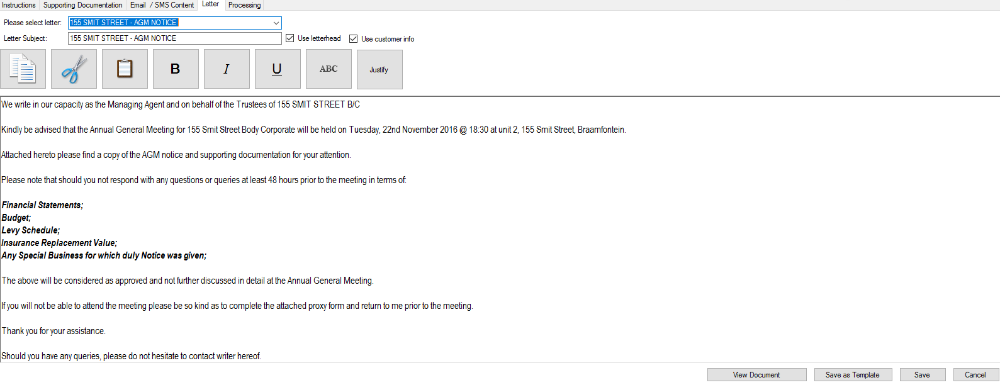 Instructions Supporting Documentation Email / SMS Content Letter Processing
Please select letter: 155 SMIT STREET - AGM NOTICE
Letter Subject: 155 SMIT STREET - AGM NOTICE Use letterhead Use customer info
B I U ABC Justify
We write in our capacity as the Managing Agent and on behalf of the Trustees of 155 SMIT STREET B/C
Kindly be advised that the Annual General Meeting for 155 Smit Street Body Corporate will be held on Tuesday, 22nd November 2016 @ 18:30 at unit 2, 155 Smit Street, Braamfontein.
Attached hereto please find a copy of the AGM notice and supporting documentation for your attention.
Please note that should you not respond with any questions or queries at least 48 hours prior to the meeting in terms of:
Financial Statements;
Budget;
Levy Schedule;
Insurance Replacement Value;
Any Special Business for which duly Notice was given;
The above will be considered as approved and not further discussed in detail at the Annual General Meeting.
If you will not be able to attend the meeting please be so kind as to complete the attached proxy form and return to me prior to the meeting.
Thank you for your assistance.
Should you have any queries, please do not hesitate to contact writer hereof.
View Document Save as Template Save Cancel